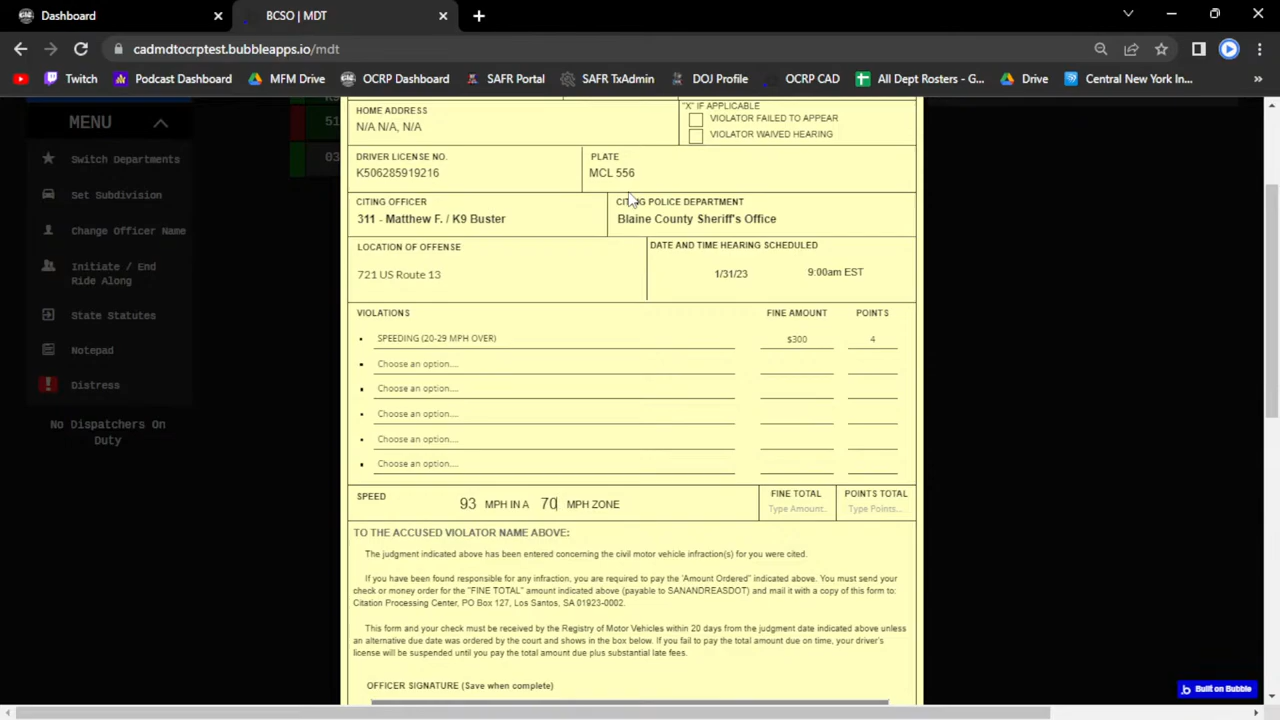 Dashboard
BCSO | MDT
cadmdtocrptest.bubbleapps.io/mdt
Twitch
Podcast Dashboard
MFM Drive
OCRP Dashboard
SAFR Portal
SAFR TxAdmin
DOJ Profile
OCRP CAD
All Dept Rosters - G...
Drive
Central New York In...
»
MENU
Switch Departments
Set Subdivision
Change Officer Name
Initiate / End
Ride Along
State Statutes
Notepad
Distress
No Dispatchers On
Duty
51
03
HOME ADDRESS
N/A N/A, N/A
"X" IF APPLICABLE
VIOLATOR FAILED TO APPEAR
VIOLATOR WAIVED HEARING
DRIVER LICENSE NO.
K506285919216
PLATE
MCL 556
CITING OFFICER
311 - Matthew F. / K9 Buster
CITING POLICE DEPARTMENT
Blaine County Sheriff's Office
LOCATION OF OFFENSE
721 US Route 13
DATE AND TIME HEARING SCHEDULED
1/31/23 9:00am EST
VIOLATIONS FINE AMOUNT POINTS
SPEEDING (20-29 MPH OVER) $300 4
Choose an option....
Choose an option....
Choose an option....
Choose an option....
Choose an option....
SPEED
93 MPH IN A 70 MPH ZONE
FINE TOTAL
Type Amount..
POINTS TOTAL
Type Points...
TO THE ACCUSED VIOLATOR NAME ABOVE:
The judgment indicated above has been entered concerning the civil motor vehicle infraction(s) for you were cited.
If you have been found responsible for any infraction, you are required to pay the 'Amount Ordered" indicated above. You must send your
check or money order for the "FINE TOTAL" amount indicated above (payable to SANANDREASDOT) and mail it with a copy of this form to:
Citation Processing Center, PO Box 127, Los Santos, SA 01923-0002.
This form and your check must be received by the Registry of Motor Vehicles within 20 days from the judgment date indicated above unless
an alternative due date was ordered by the court and shows in the box below. If you fail to pay the total amount due on time, your driver's
license will be suspended until you pay the total amount due plus substantial late fees.
OFFICER SIGNATURE (Save when complete)
Built on Bubble